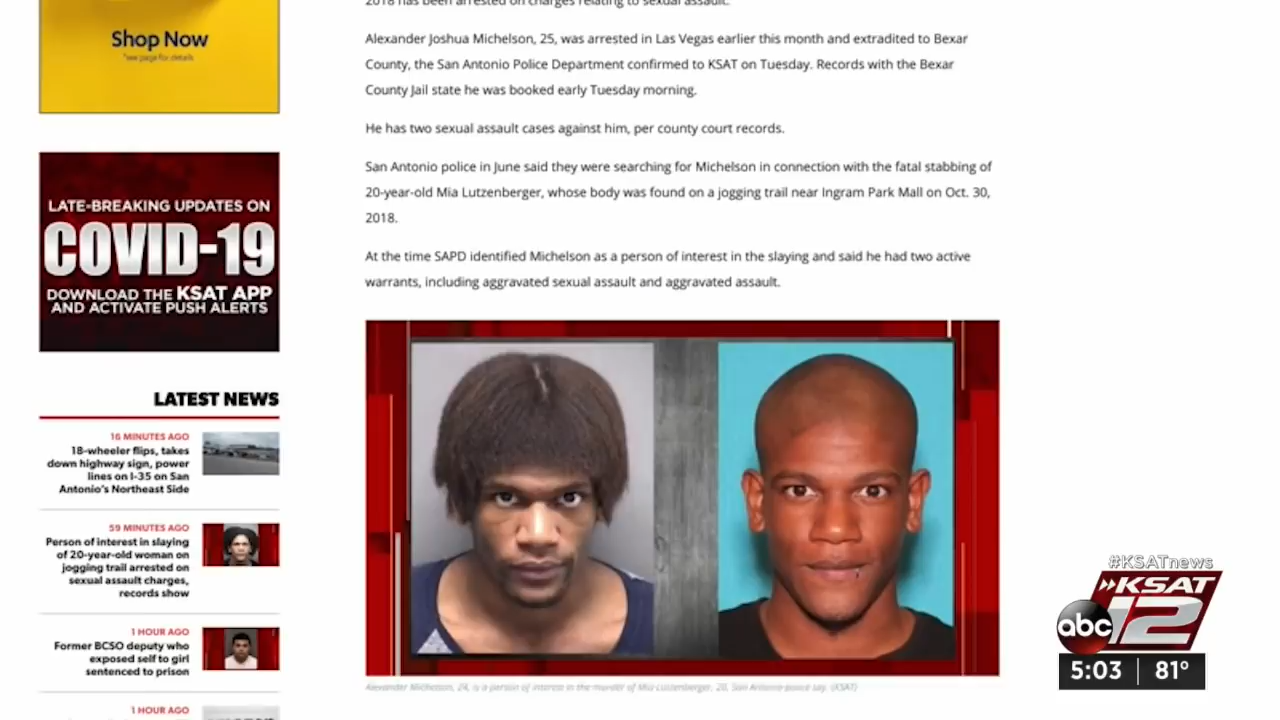 2018 has been arrested on charges relating to sexual assault.
Alexander Joshua Michelson, 25, was arrested in Las Vegas earlier this month and extradited to Bexar
County, the San Antonio Police Department confirmed to KSAT on Tuesday. Records with the Bexar
County Jail state he was booked early Tuesday morning.
He has two sexual assault cases against him, per county court records.
San Antonio police in June said they were searching for Michelson in connection with the fatal stabbing of
20-year-old Mia Lutzenberger, whose body was found on a jogging trail near Ingram Park Mall on Oct. 30,
2018.
At the time SAPD identified Michelson as a person of interest in the slaying and said he had two active
warrants, including aggravated sexual assault and aggravated assault.
Alexander Michelson, 24, is a person of interest in the murder of Mia Lutzenberger, 20, San Antonio police say. (KSAT)
Shop Now
*see page for details
LATE-BREAKING UPDATES ON
COVID-19
DOWNLOAD THE KSAT APP
AND ACTIVATE PUSH ALERTS
LATEST NEWS
16 MINUTES AGO
18-wheeler flips, takes
down highway sign, power
lines on I-35 on San
Antonio's Northeast Side
59 MINUTES AGO
Person of interest in slaying
of 20-year-old woman on
jogging trail arrested on
sexual assault charges,
records show
1 HOUR AGO
Former BCSO deputy who
exposed self to girl
sentenced to prison
1 HOUR AGO
#KSATnews
KSAT
abc 12
5:03 81°